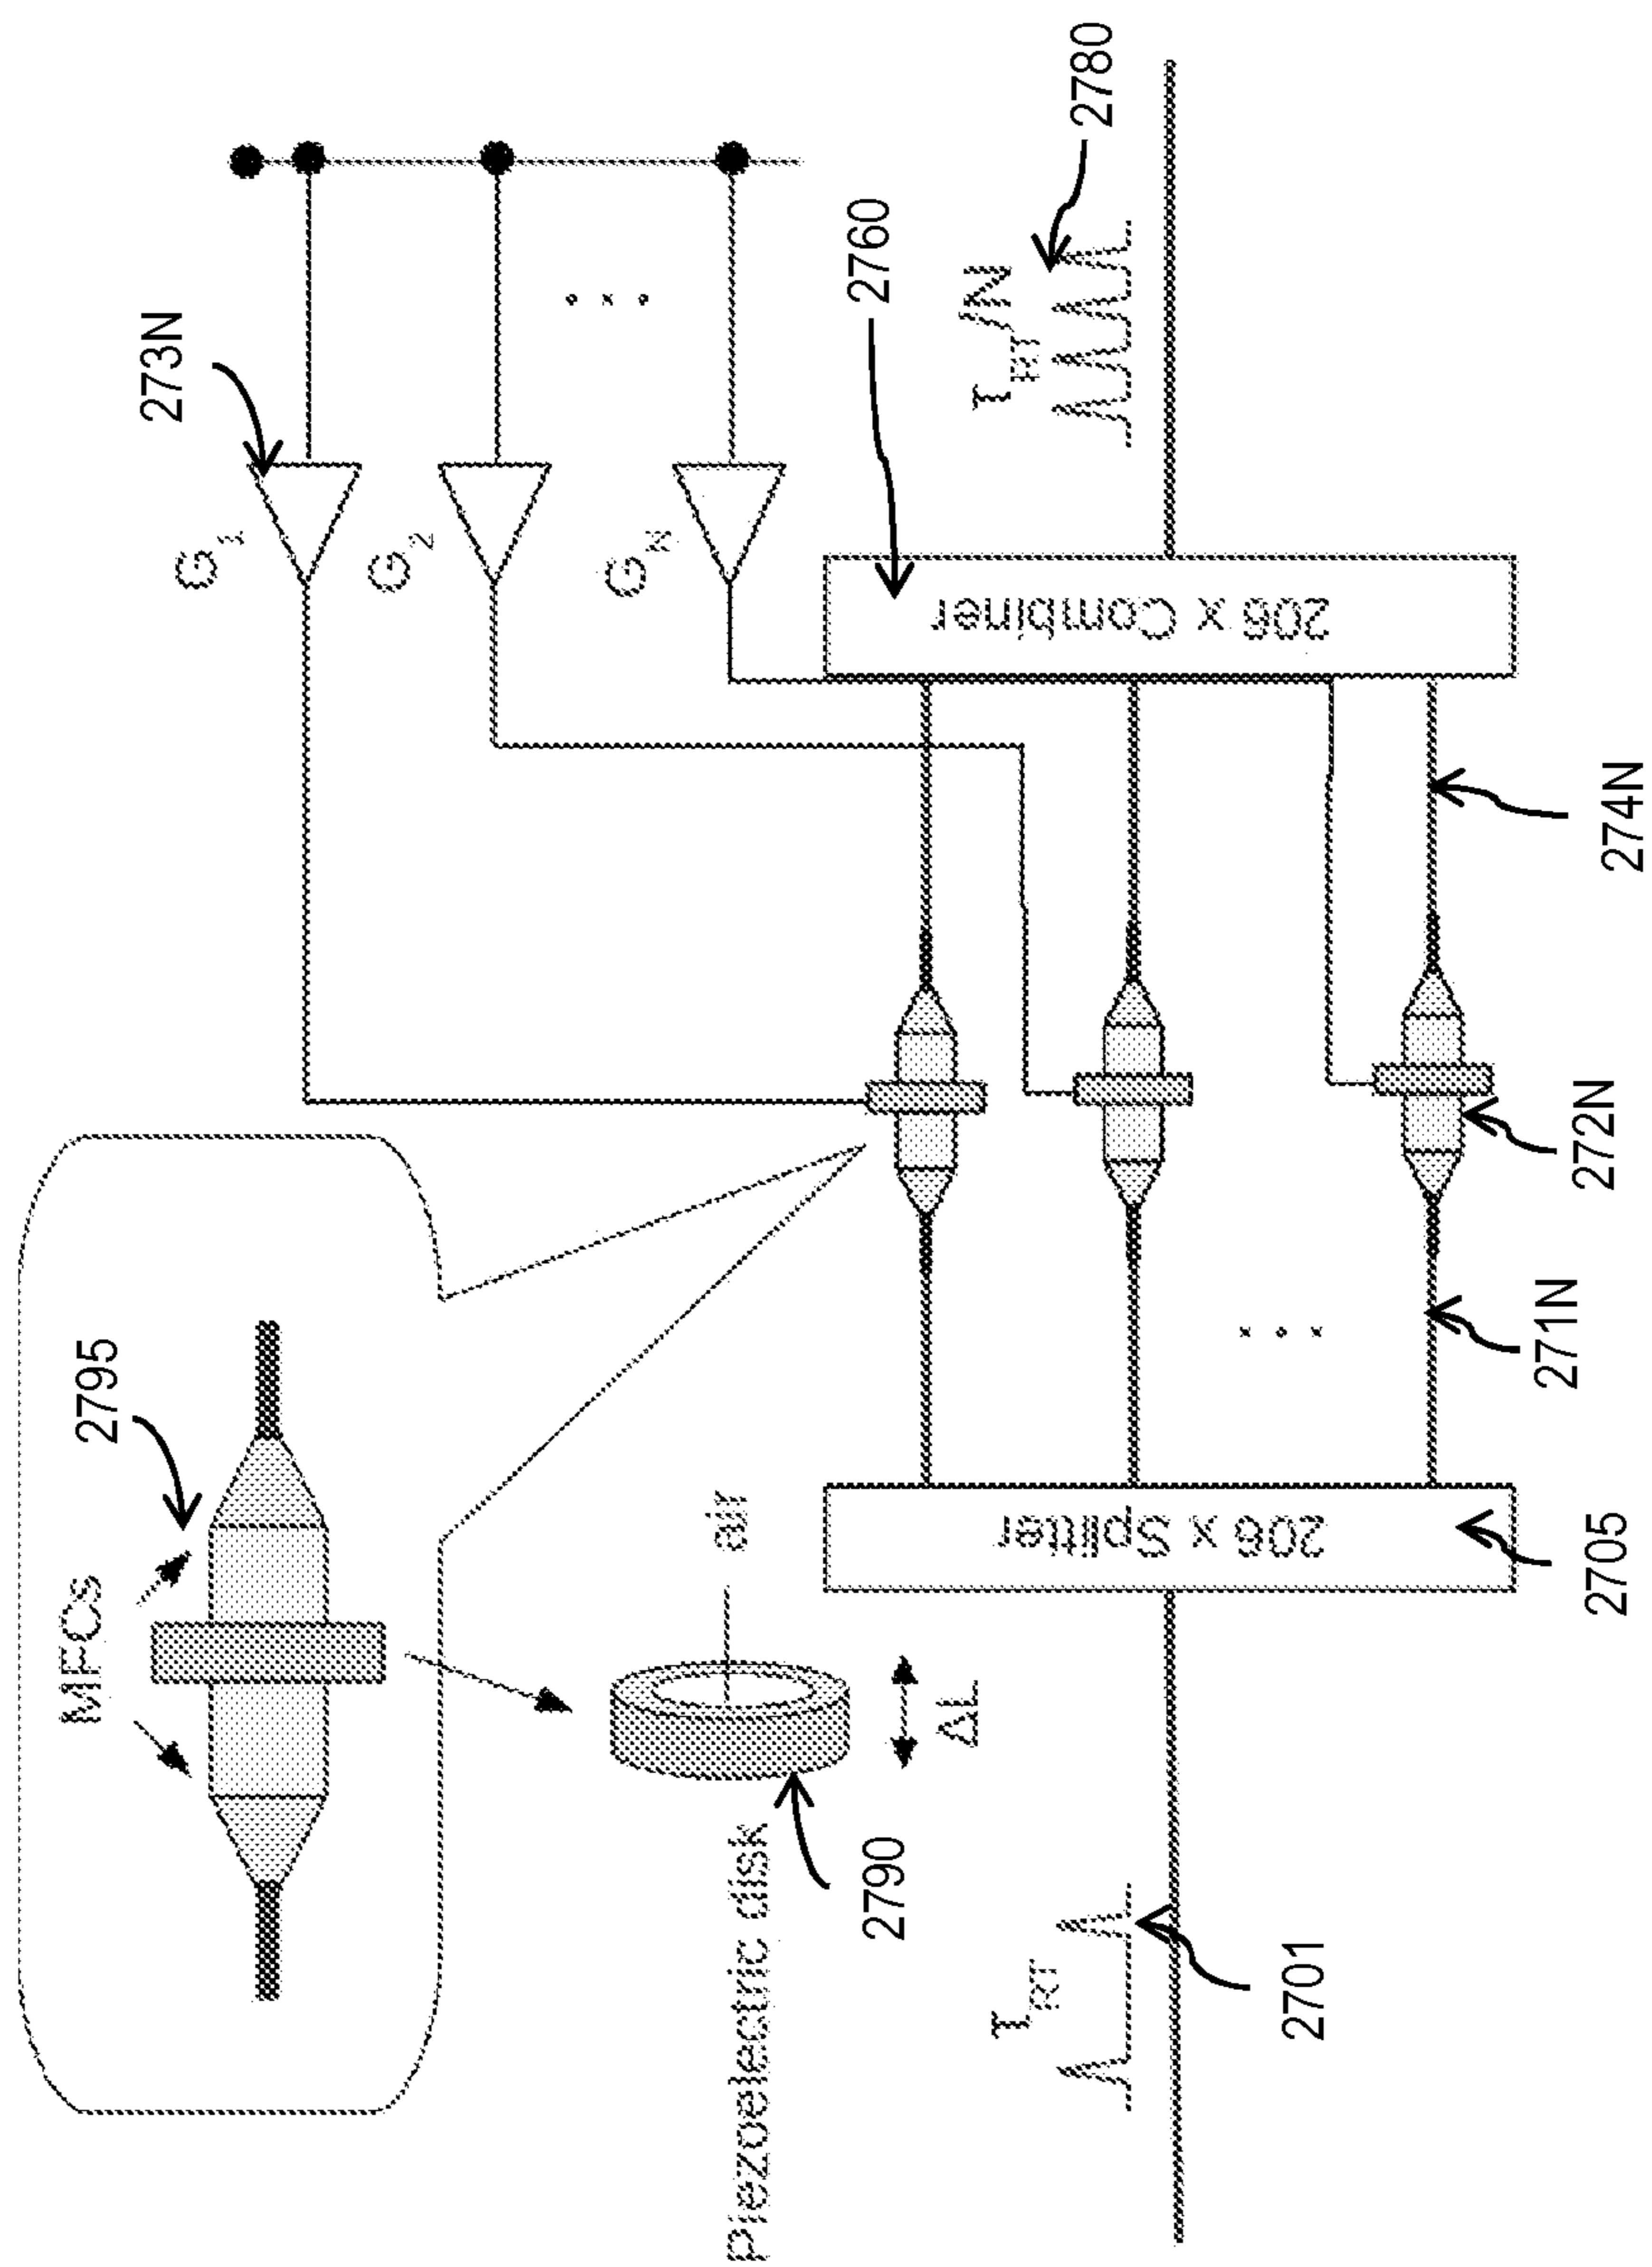 MFCs
2795
273N
G1
G2
GN
air
Piezoelectric disk
2790
2760
ΔL
TRT
TRT/N
2780
206 x Splitter
206 x Combiner
2701
2705
271N
272N
274N